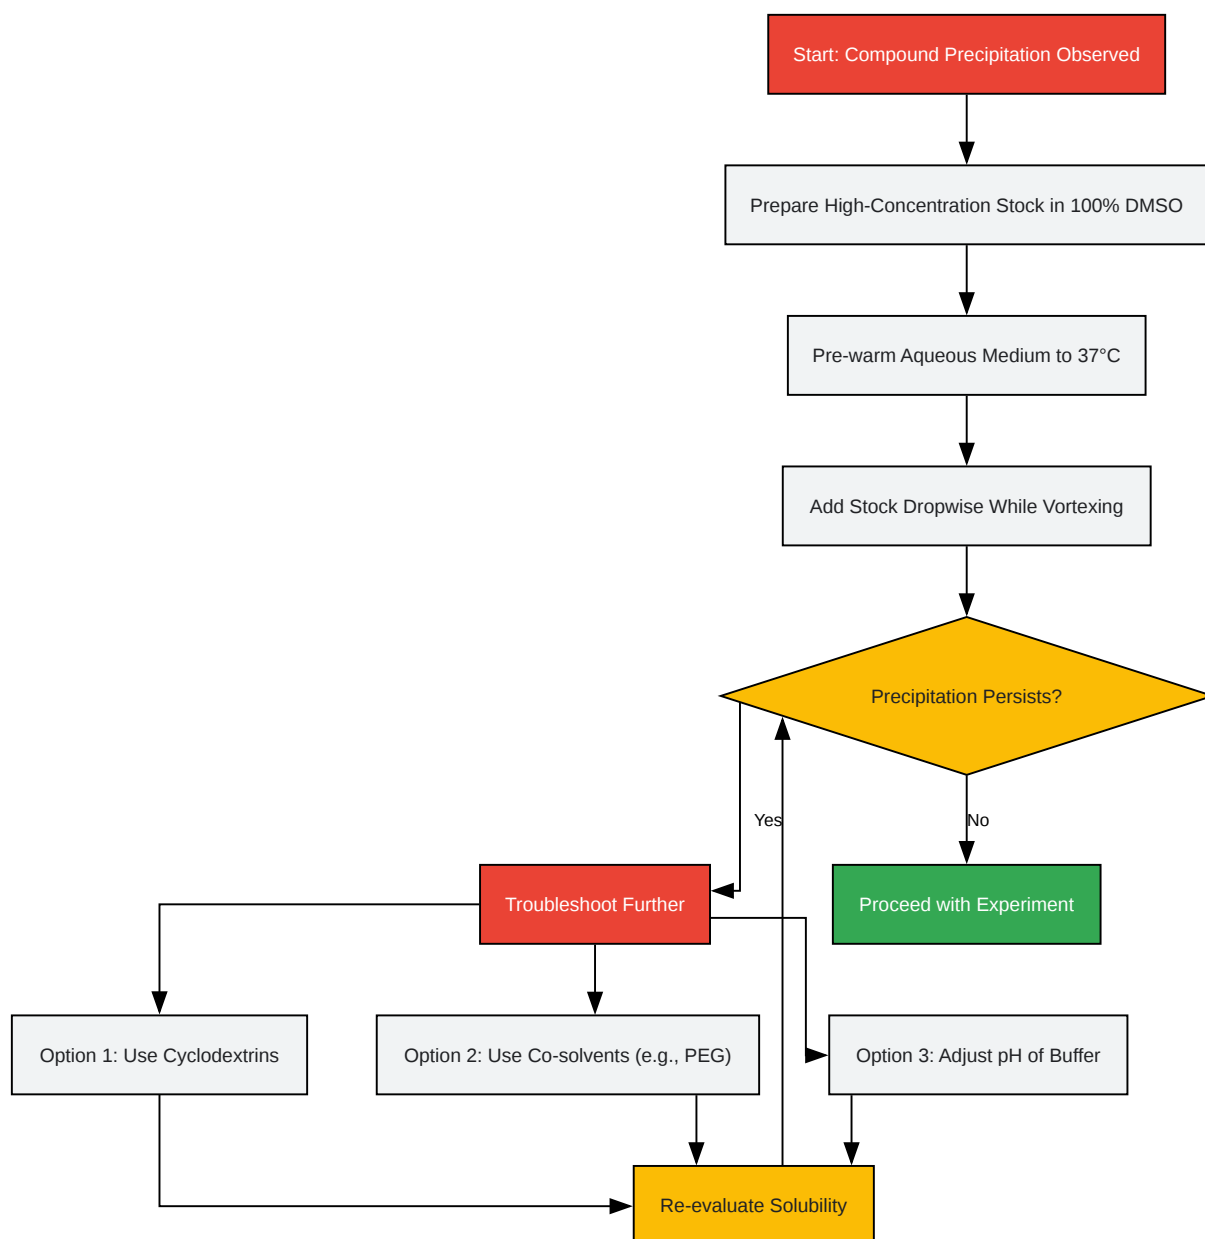 Start: Compound Precipitation Observed
Prepare High-Concentration Stock in 100% DMSO
Pre-warm Aqueous Medium to 37°C
Add Stock Dropwise While Vortexing
Precipitation Persists?
Yes
No
Troubleshoot Further
Proceed with Experiment
Option 1: Use Cyclodextrins
Option 2: Use Co-solvents (e.g., PEG)
Option 3: Adjust pH of Buffer
Re-evaluate Solubility